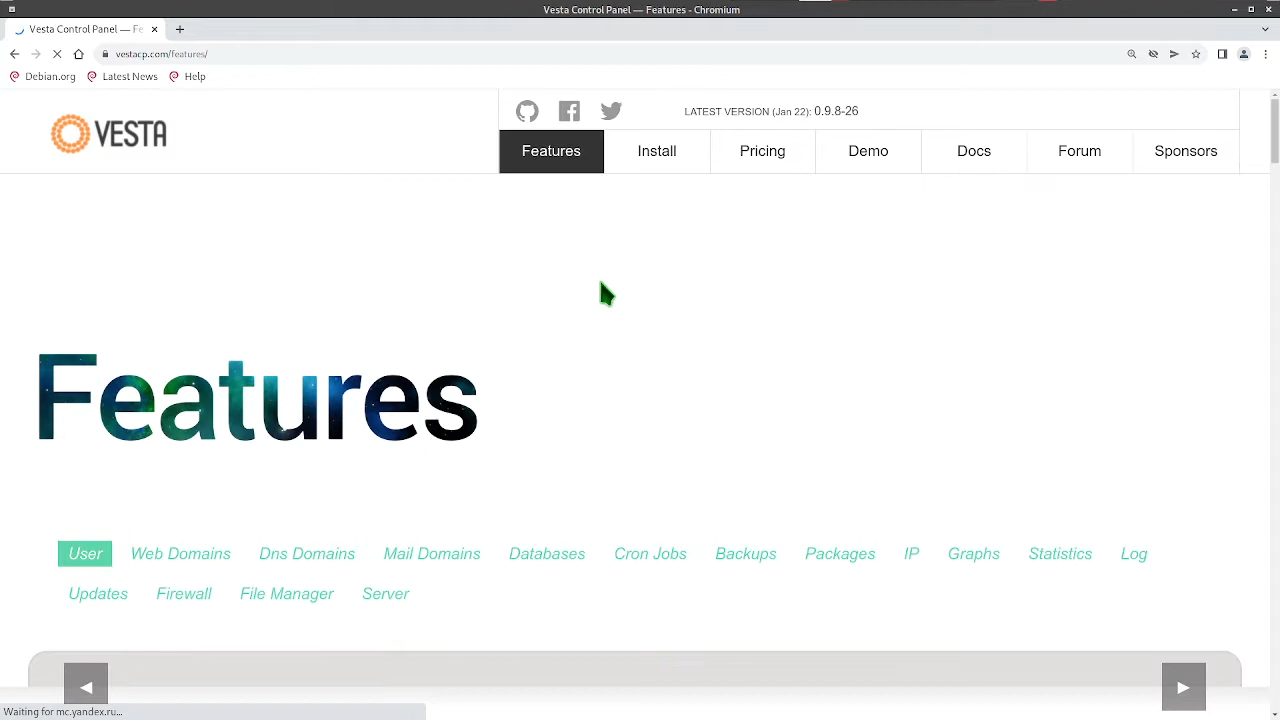 Vesta Control Panel — Features - Chromium
Vesta Control Panel — Fe
vestacp.com/features/
Debian.org Latest News Help
VESTA
LATEST VERSION (Jan 22): 0.9.8-26
Features Install Pricing Demo Docs Forum Sponsors
Features
User Web Domains Dns Domains Mail Domains Databases Cron Jobs Backups Packages IP Graphs Statistics Log
Updates Firewall File Manager Server
Waiting for mc.yandex.ru...